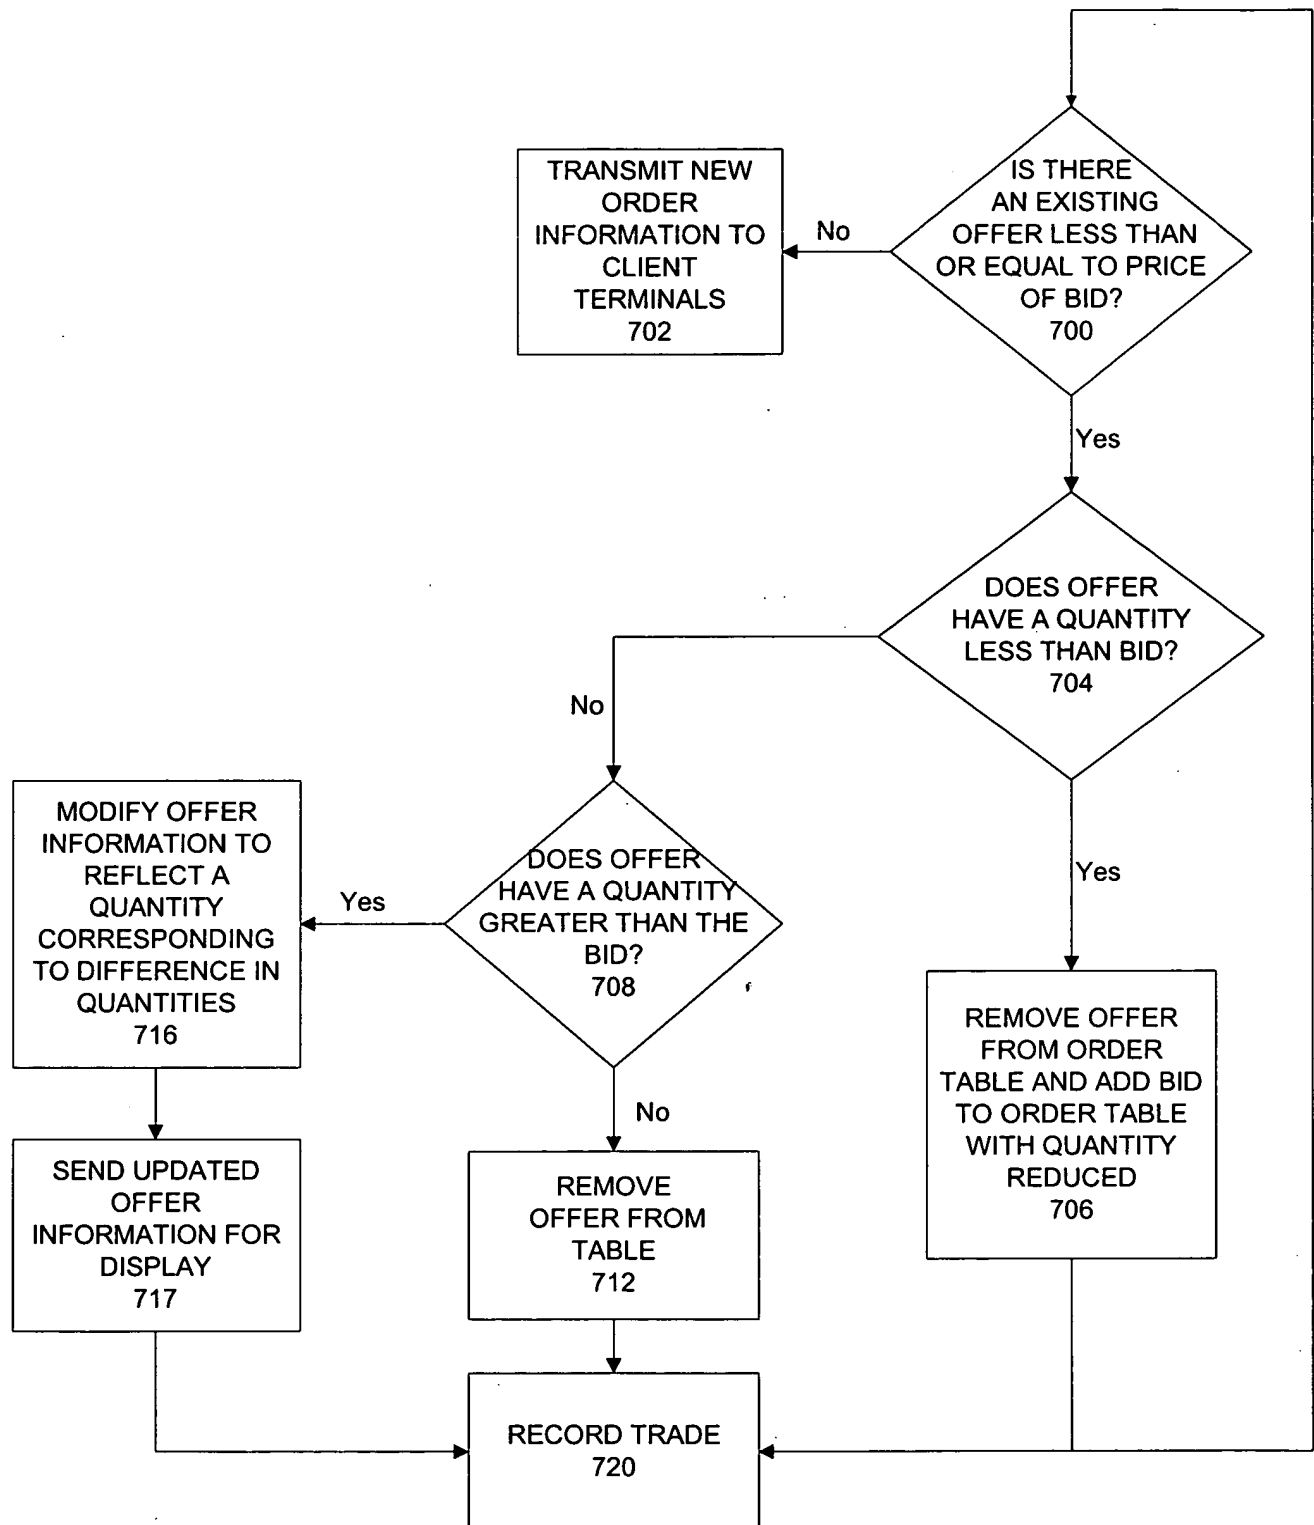 TRANSMIT NEW
ORDER
INFORMATION TO
CLIENT
TERMINALS
702
No
IS THERE
AN EXISTING
OFFER LESS THAN
OR EQUAL TO PRICE
OF BID?
700
Yes
DOES OFFER
HAVE A QUANTITY
LESS THAN BID?
704
No
Yes
MODIFY OFFER
INFORMATION TO
REFLECT A
QUANTITY
CORRESPONDING
TO DIFFERENCE IN
QUANTITIES
716
Yes
DOES OFFER
HAVE A QUANTITY
GREATER THAN THE
BID?
708
No
REMOVE OFFER
FROM ORDER
TABLE AND ADD BID
TO ORDER TABLE
WITH QUANTITY
REDUCED
706
SEND UPDATED
OFFER
INFORMATION FOR
DISPLAY
717
REMOVE
OFFER FROM
TABLE
712
RECORD TRADE
720